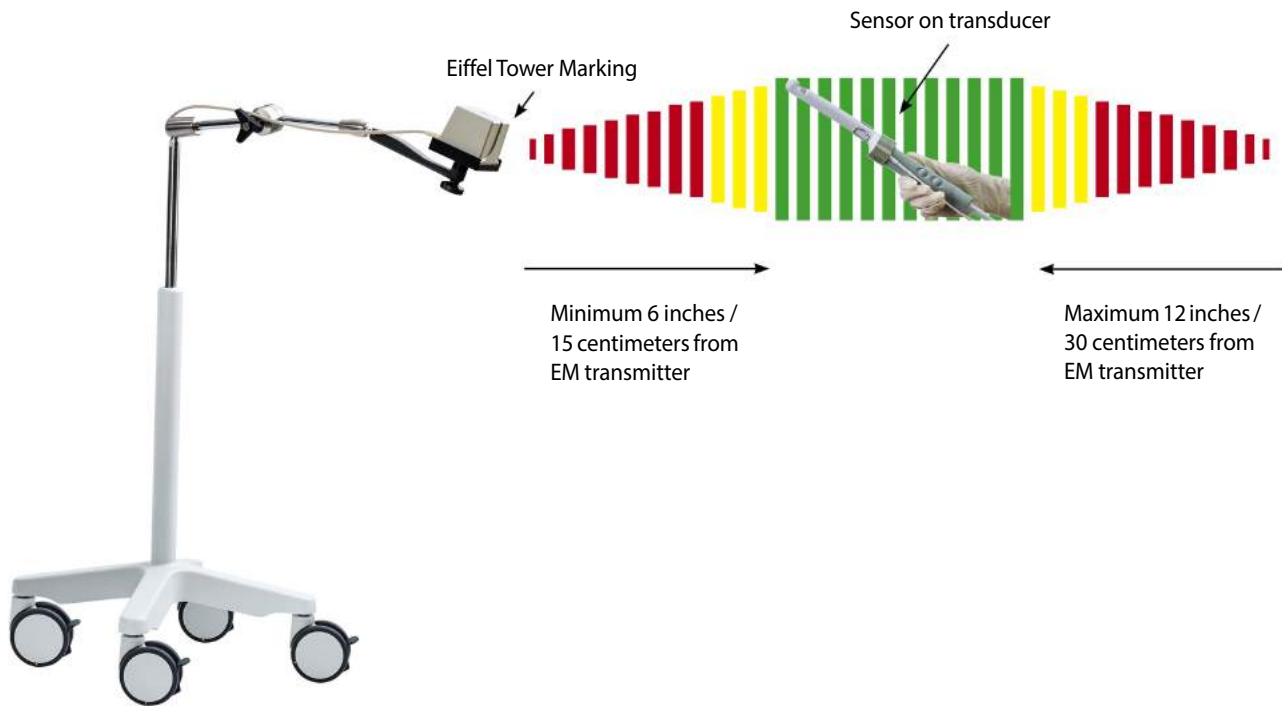 Sensor on transducer
Eiffel Tower Marking
Minimum 6 inches /
15 centimeters from
EM transmitter
Maximum 12 inches /
30 centimeters from
EM transmitter